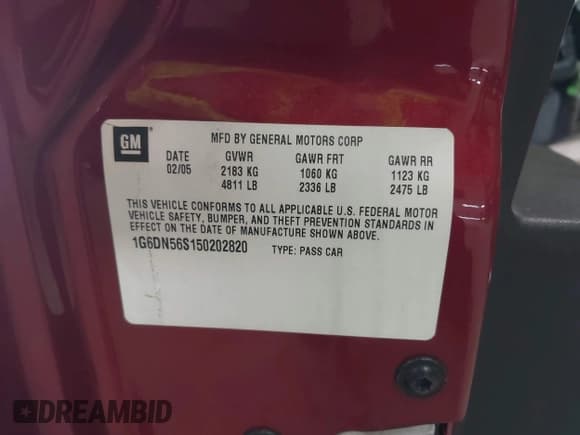 GM
MFD BY GENERAL MOTORS CORP
DATE GVWR GAWR FRT GAWR RR
02/05 2183 KG 1060 KG 1123 KG
4811 LB 2336 LB 2475 LB
THIS VEHICLE CONFORMS TO ALL APPLICABLE U.S. FEDERAL MOTOR
VEHICLE SAFETY, BUMPER, AND THEFT PREVENTION STANDARDS IN
EFFECT ON THE DATE OF MANUFACTURE SHOWN ABOVE.
1G6DN56S150202820 TYPE: PASS CAR
DREAMBID